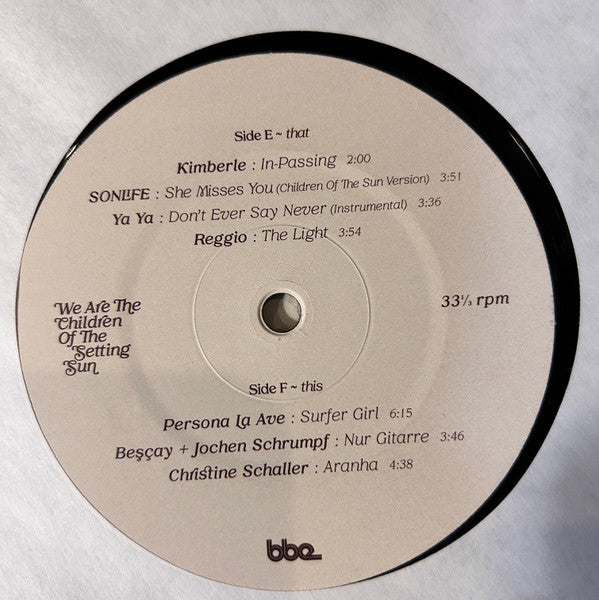 Side E ~ that
Kimberle : In-Passing 2:00
SONLIFE : She Misses You (Children Of The Sun Version) 3:51
Ya Ya : Don't Ever Say Never (Instrumental) 3:36
Reggio : The Light 3:54
We Are The
Children
Of The
Setting
Sun
33⅓ rpm
Side F ~ this
Persona La Ave : Surfer Girl 6:15
Beşçay + Jochen Schrumpf : Nur Gitarre 3:46
Christine Schaller : Aranha 4:38
bbe